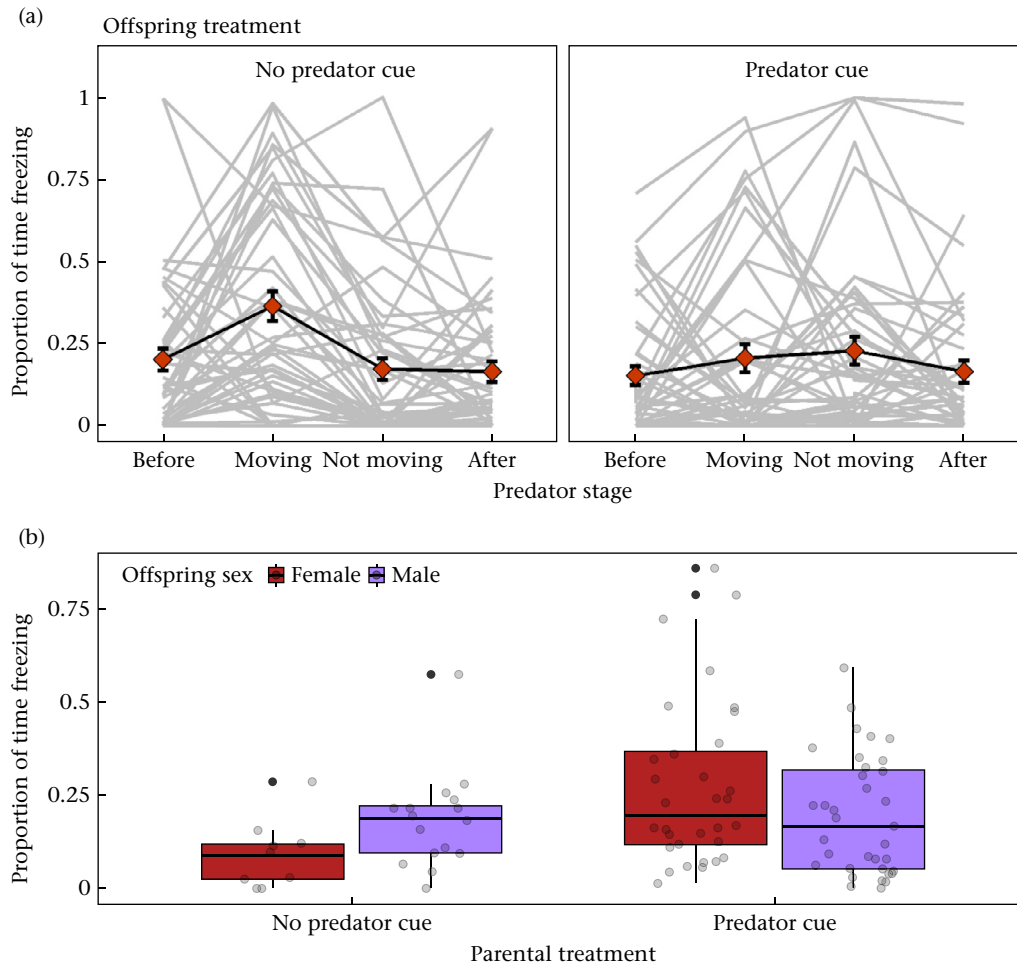 (a)
Offspring treatment
No predator cue
Predator cue
Proportion of time freezing
1
0.75
0.5
0.25
0
Before Moving Not moving After
Before Moving Not moving After
Predator stage
(b)
Offspring sex Female Male
Proportion of time freezing
0.75
0.5
0.25
0
No predator cue
Predator cue
Parental treatment